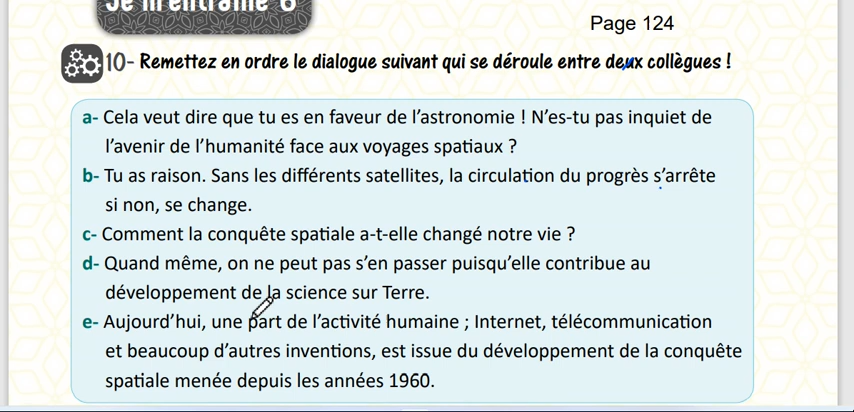 Je m'entraîne 6
Page 124
10- Remettez en ordre le dialogue suivant qui se déroule entre deux collègues !
a- Cela veut dire que tu es en faveur de l'astronomie ! N'es-tu pas inquiet de
l'avenir de l'humanité face aux voyages spatiaux ?
b- Tu as raison. Sans les différents satellites, la circulation du progrès s'arrête
si non, se change.
c- Comment la conquête spatiale a-t-elle changé notre vie ?
d- Quand même, on ne peut pas s'en passer puisqu'elle contribue au
développement de la science sur Terre.
e- Aujourd'hui, une part de l'activité humaine ; Internet, télécommunication
et beaucoup d'autres inventions, est issue du développement de la conquête
spatiale menée depuis les années 1960.